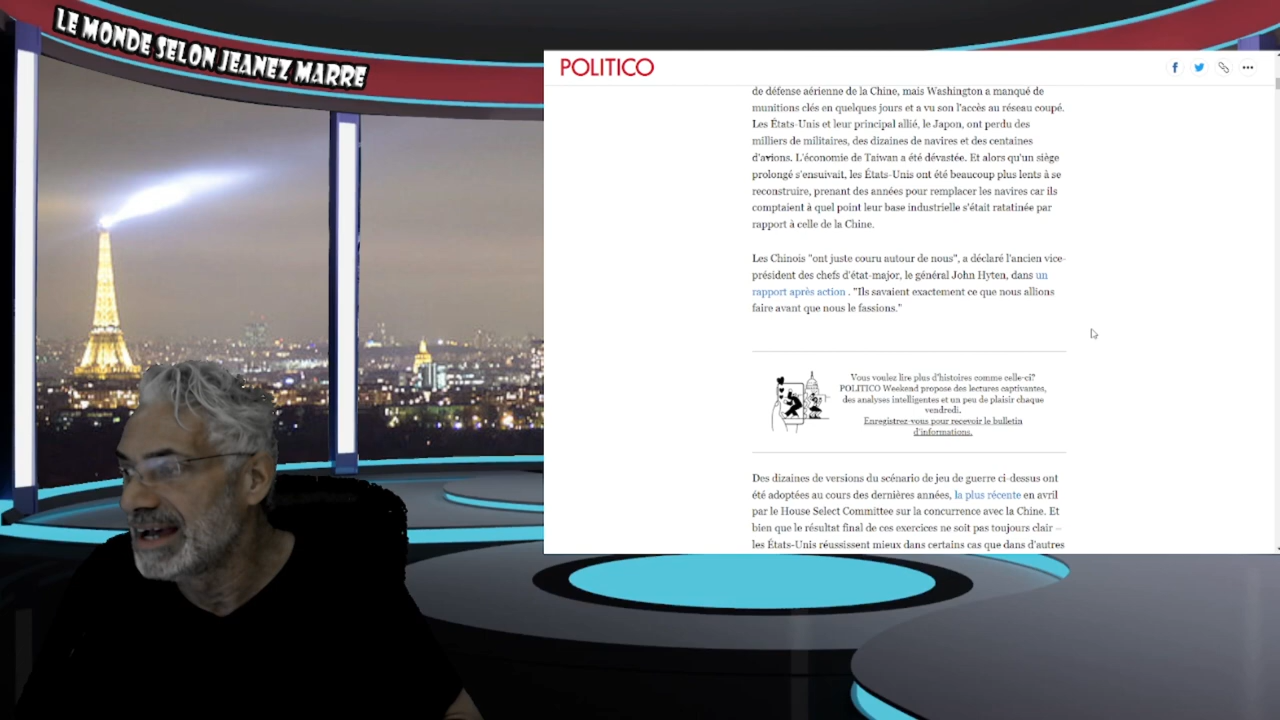 LE MONDE SELON JEANEZ MARRE
POLITICO
de défense aérienne de la Chine, mais Washington a manqué de
munitions clés en quelques jours et a vu son l'accès au réseau coupé.
Les États-Unis et leur principal allié, le Japon, ont perdu des
milliers de militaires, des dizaines de navires et des centaines
d'avions. L'économie de Taiwan a été dévastée. Et alors qu'un siège
prolongé s'ensuivait, les États-Unis ont été beaucoup plus lents à se
reconstruire, prenant des années pour remplacer les navires car ils
comptaient à quel point leur base industrielle s'était ratatinée par
rapport à celle de la Chine.
Les Chinois "ont juste couru autour de nous", a déclaré l'ancien vice-
président des chefs d'état-major, le général John Hyten, dans un
rapport après action . "Ils savaient exactement ce que nous allions
faire avant que nous le fassions."
Vous voulez lire plus d'histoires comme celle-ci?
POLITICO Weekend propose des lectures captivantes,
des analyses intelligentes et un peu de plaisir chaque
vendredi.
Enregistrez-vous pour recevoir le bulletin
d'informations.
Des dizaines de versions du scénario de jeu de guerre ci-dessus ont
été adoptées au cours des dernières années, la plus récente en avril
par le House Select Committee sur la concurrence avec la Chine. Et
bien que le résultat final de ces exercices ne soit pas toujours clair –
les États-Unis réussissent mieux dans certains cas que dans d'autres